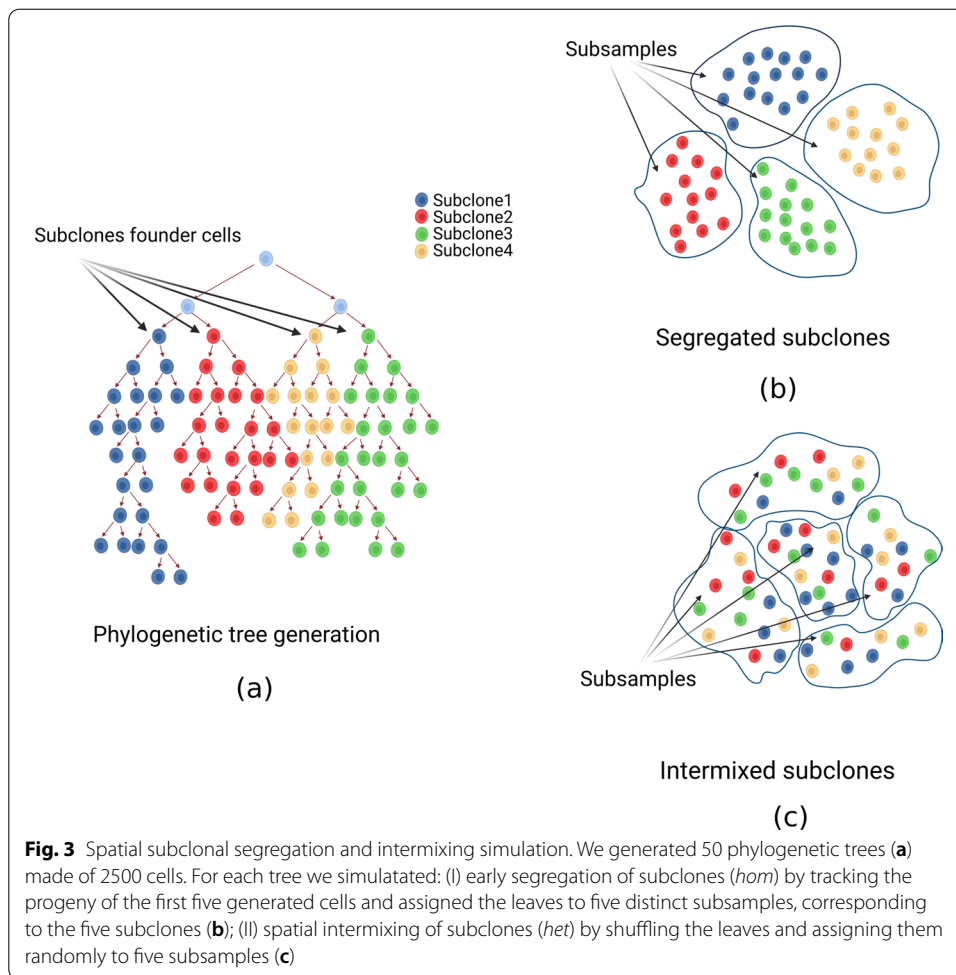 Subsamples
Subclone1
Subclone2
Subclone3
Subclone4
Subclones founder cells
Segregated subclones
(b)
Phylogenetic tree generation
(a)
Subsamples
Intermixed subclones
(c)
Fig. 3 Spatial subclonal segregation and intermixing simulation. We generated 50 phylogenetic trees (a)
made of 2500 cells. For each tree we simulatated: (I) early segregation of subclones (hom) by tracking the
progeny of the first five generated cells and assigned the leaves to five distinct subsamples, corresponding
to the five subclones (b); (II) spatial intermixing of subclones (het) by shuffling the leaves and assigning them
randomly to five subsamples (c)